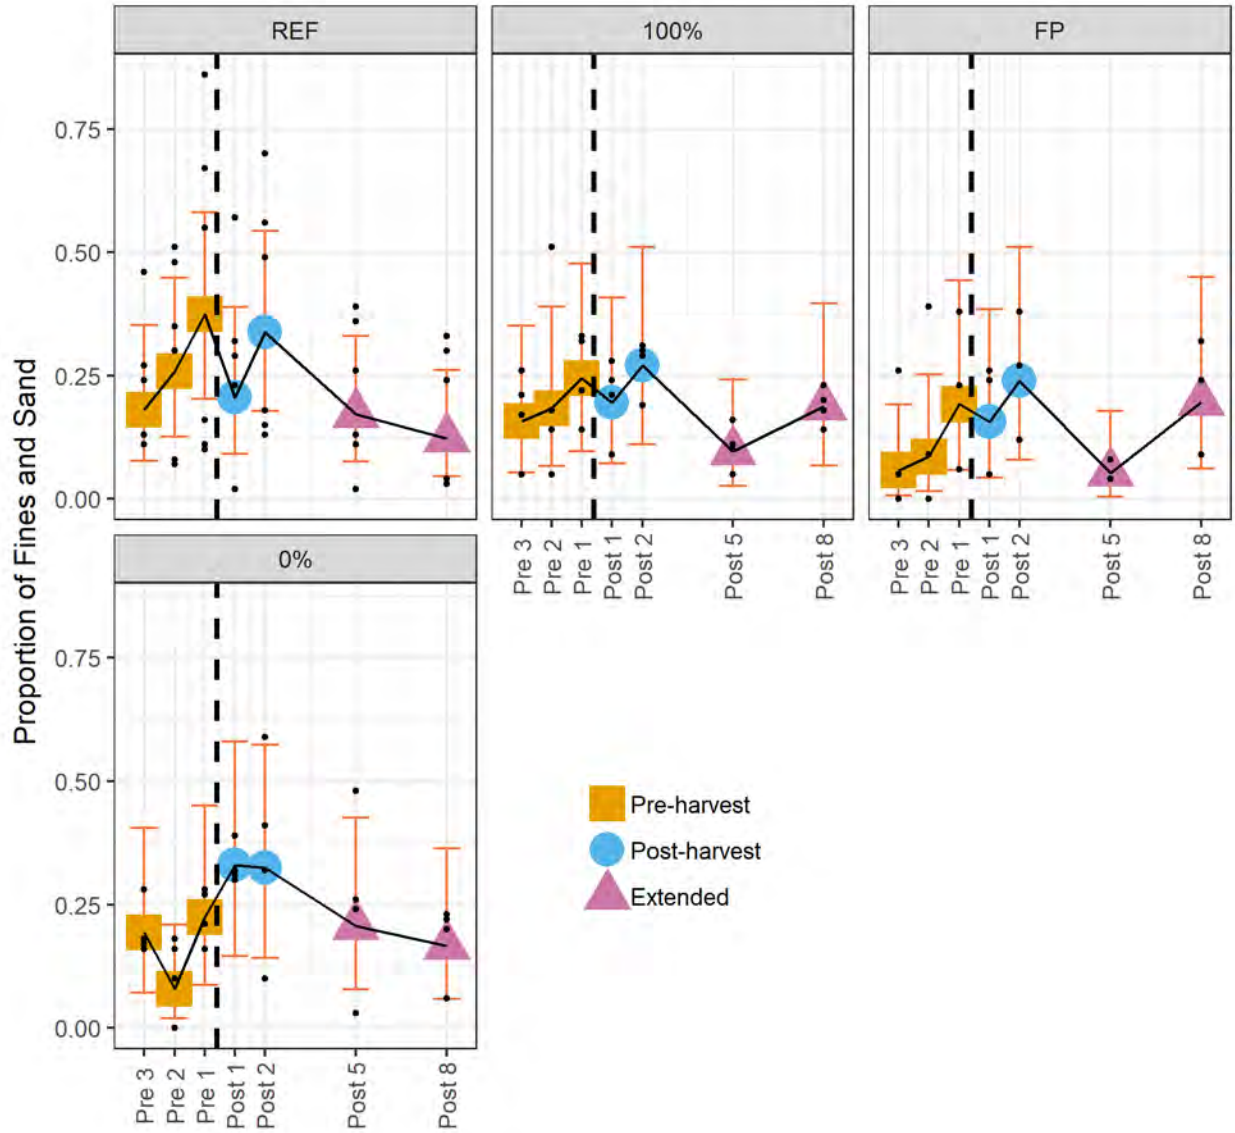 REF
100%
FP
Proportion of Fines and Sand
0.75
0.50
0.25
0.00
Pre 3
Pre 2
Pre 1
Post 1
Post 2
Post 5
Post 8
Pre 3
Pre 2
Pre 1
Post 1
Post 2
Post 5
Post 8
0%
0.75
0.50
0.25
0.00
Pre 3
Pre 2
Pre 1
Post 1
Post 2
Post 5
Post 8
Pre-harvest
Post-harvest
Extended